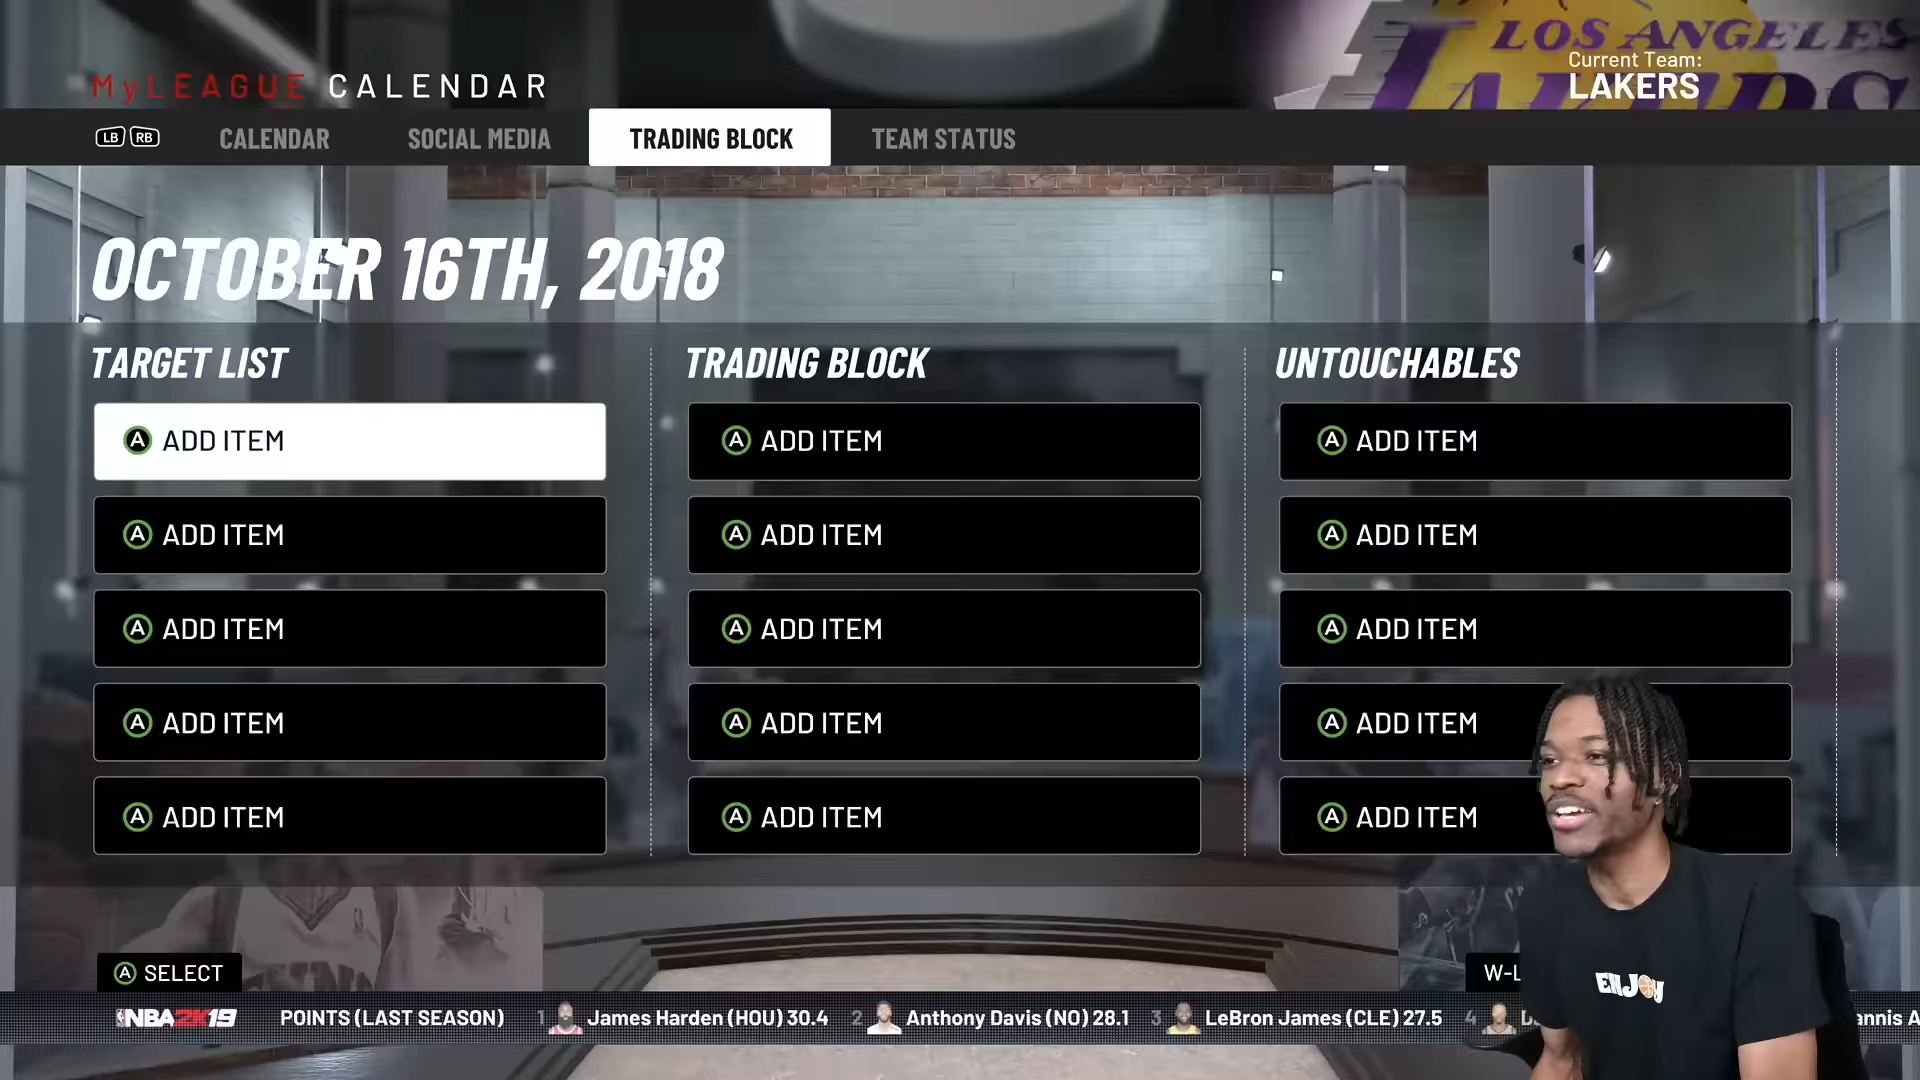 LOS ANGELES
LAKERS
MyLEAGUE CALENDAR
Current Team:
LAKERS
LB RB CALENDAR SOCIAL MEDIA TRADING BLOCK TEAM STATUS
OCTOBER 16TH, 2018
TARGET LIST TRADING BLOCK UNTOUCHABLES
A ADD ITEM A ADD ITEM A ADD ITEM
A ADD ITEM A ADD ITEM A ADD ITEM
A ADD ITEM A ADD ITEM A ADD ITEM
A ADD ITEM A ADD ITEM A ADD ITEM
A ADD ITEM A ADD ITEM A ADD ITEM
A SELECT
ENJOY
NBA 2K19 POINTS (LAST SEASON) 1 James Harden (HOU) 30.4 2 Anthony Davis (NO) 28.1 3 LeBron James (CLE) 27.5 4